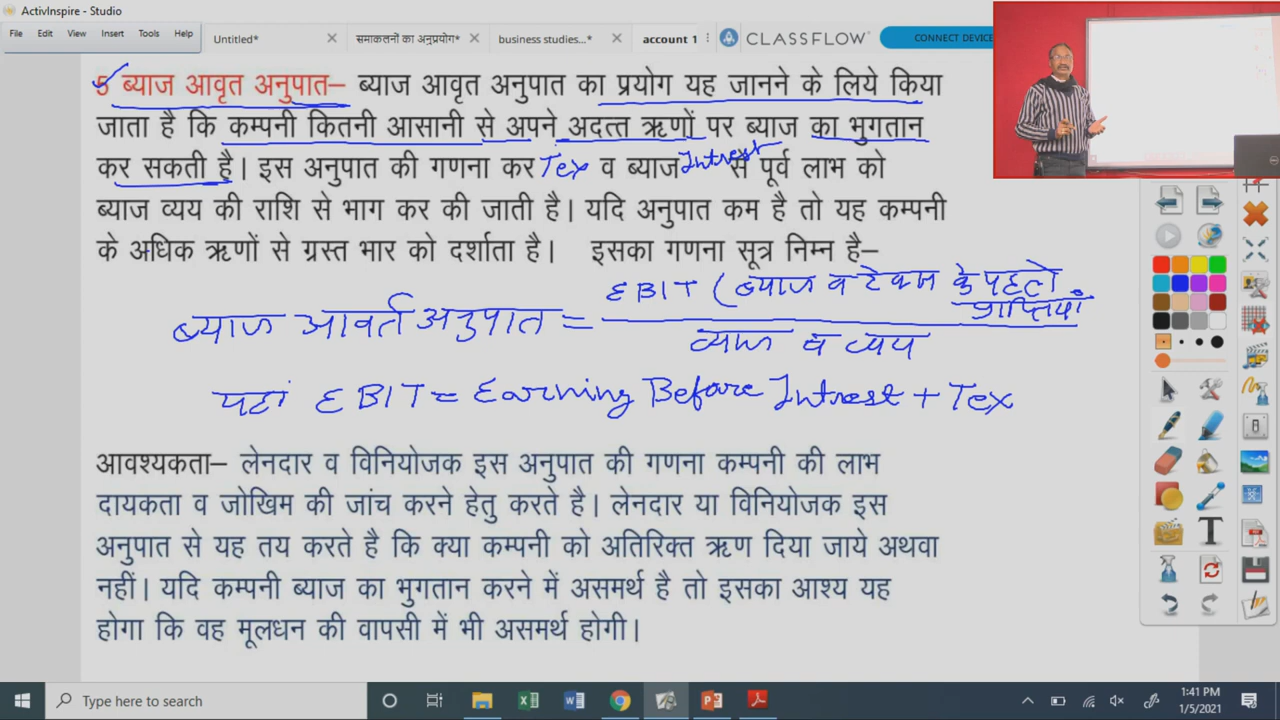 ActivInspire - Studio
File Edit View Insert Tools Help
Untitled* समाकलनों का अनुप्रयोग* business studies...* account 1 CLASSFLOW CONNECT DEVICE
5 ब्याज आवृत अनुपात– ब्याज आवृत अनुपात का प्रयोग यह जानने के लिये किया
जाता है कि कम्पनी कितनी आसानी से अपने अदत्त ऋणों पर ब्याज का भुगतान
कर सकती है। इस अनुपात की गणना कर Tex व ब्याज Intrest से पूर्व लाभ को
ब्याज व्यय की राशि से भाग कर की जाती है। यदि अनुपात कम है तो यह कम्पनी
के अधिक ऋणों से ग्रस्त भार को दर्शाता है। इसका गणना सूत्र निम्न है–
EBIT (ब्याज व टेक्ज के पहले
ब्याज आवर्त अनुपात =
ब्याज व व्यय
यहां EBIT = Earning Before Intrest + Tex
आवश्यकता– लेनदार व विनियोजक इस अनुपात की गणना कम्पनी की लाभ
दायकता व जोखिम की जांच करने हेतु करते है। लेनदार या विनियोजक इस
अनुपात से यह तय करते है कि क्या कम्पनी को अतिरिक्त ऋण दिया जाये अथवा
नहीं। यदि कम्पनी ब्याज का भुगतान करने में असमर्थ है तो इसका आश्य यह
होगा कि वह मूलधन की वापसी में भी असमर्थ होगी।
Type here to search
1:41 PM
1/5/2021